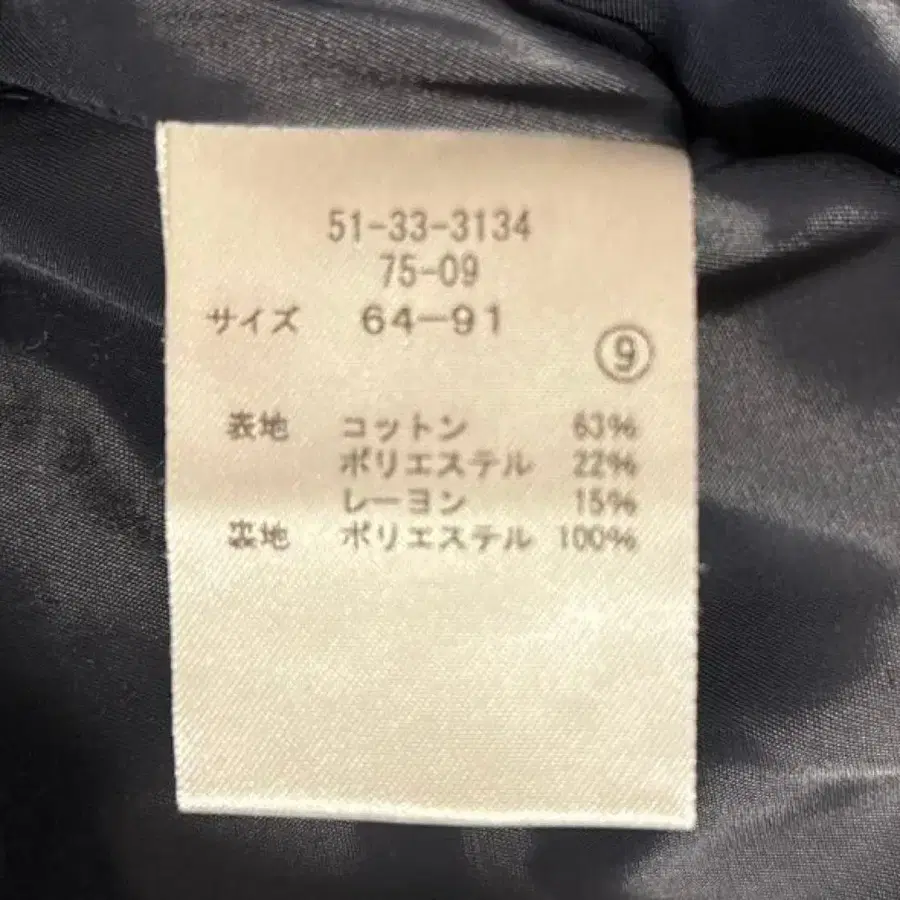 51-33-3134
75-09
サイズ 64-91
⑨
表地 コットン 63%
ポリエステル 22%
レーヨン 15%
裏地 ポリエステル 100%